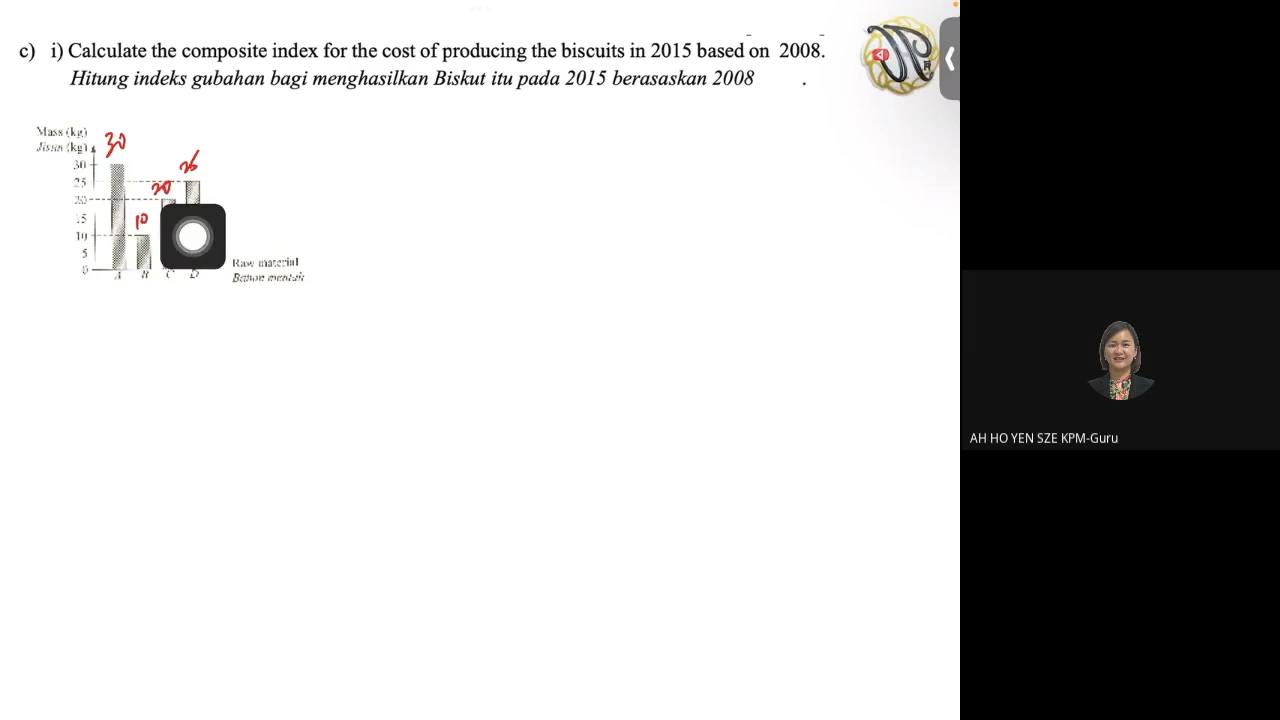 c) i) Calculate the composite index for the cost of producing the biscuits in 2015 based on 2008.
Hitung indeks gubahan bagi menghasilkan Biskut itu pada 2015 berasaskan 2008 .
Mass (kg)
Jisim (kg)
30
30
26
25
20
20
15
10
10
5
0
A B C D
Raw material
Bahan mentah
AH HO YEN SZE KPM-Guru